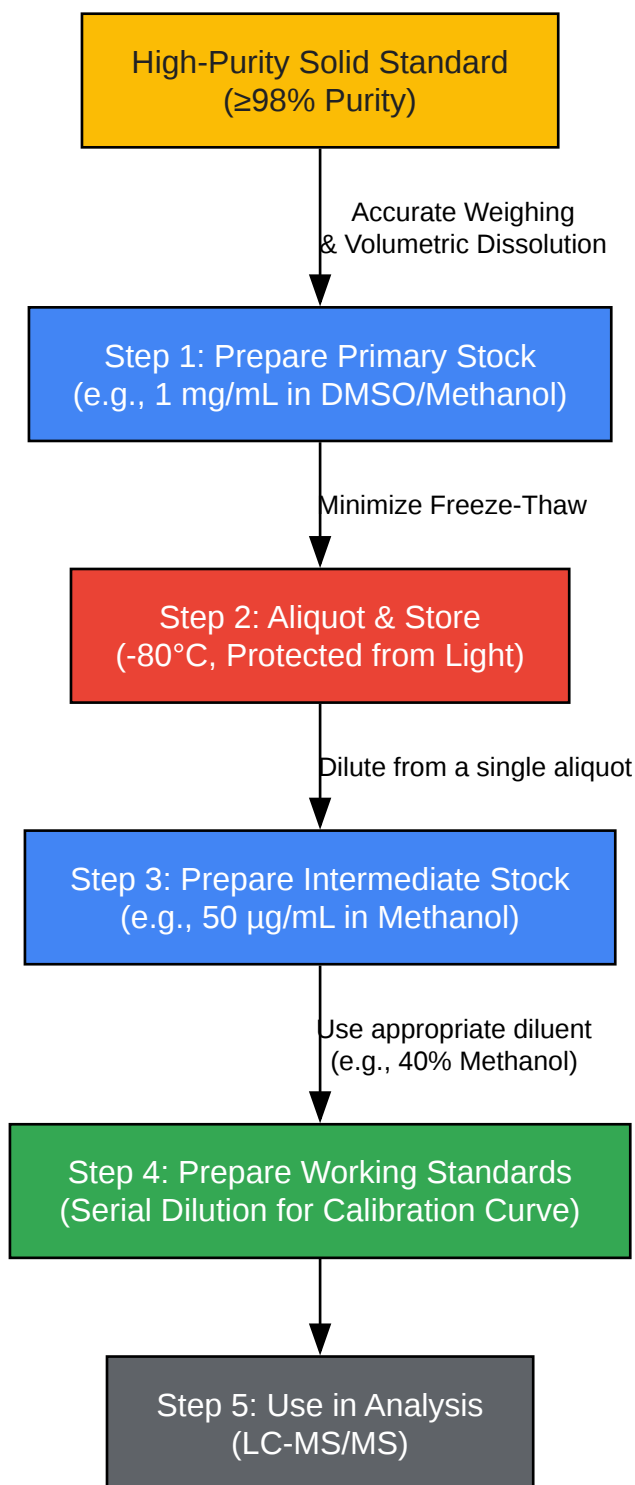 High-Purity Solid Standard
(≥98% Purity)
Accurate Weighing
& Volumetric Dissolution
Step 1: Prepare Primary Stock
(e.g., 1 mg/mL in DMSO/Methanol)
Minimize Freeze-Thaw
Step 2: Aliquot & Store
(-80°C, Protected from Light)
Dilute from a single aliquot
Step 3: Prepare Intermediate Stock
(e.g., 50 µg/mL in Methanol)
Use appropriate diluent
(e.g., 40% Methanol)
Step 4: Prepare Working Standards
(Serial Dilution for Calibration Curve)
Step 5: Use in Analysis
(LC-MS/MS)